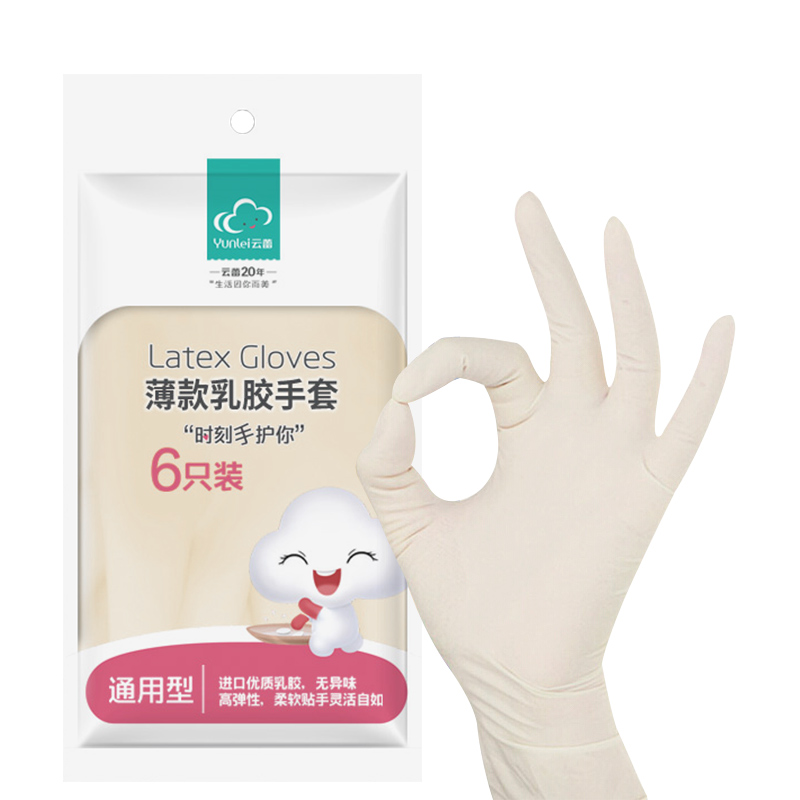 Yunlei云蕾
云蕾20年
“生活因你而美”
Latex Gloves
薄款乳胶手套
“时刻手护你”
6只装
通用型
进口优质乳胶,无异味
高弹性,柔软贴手灵活自如